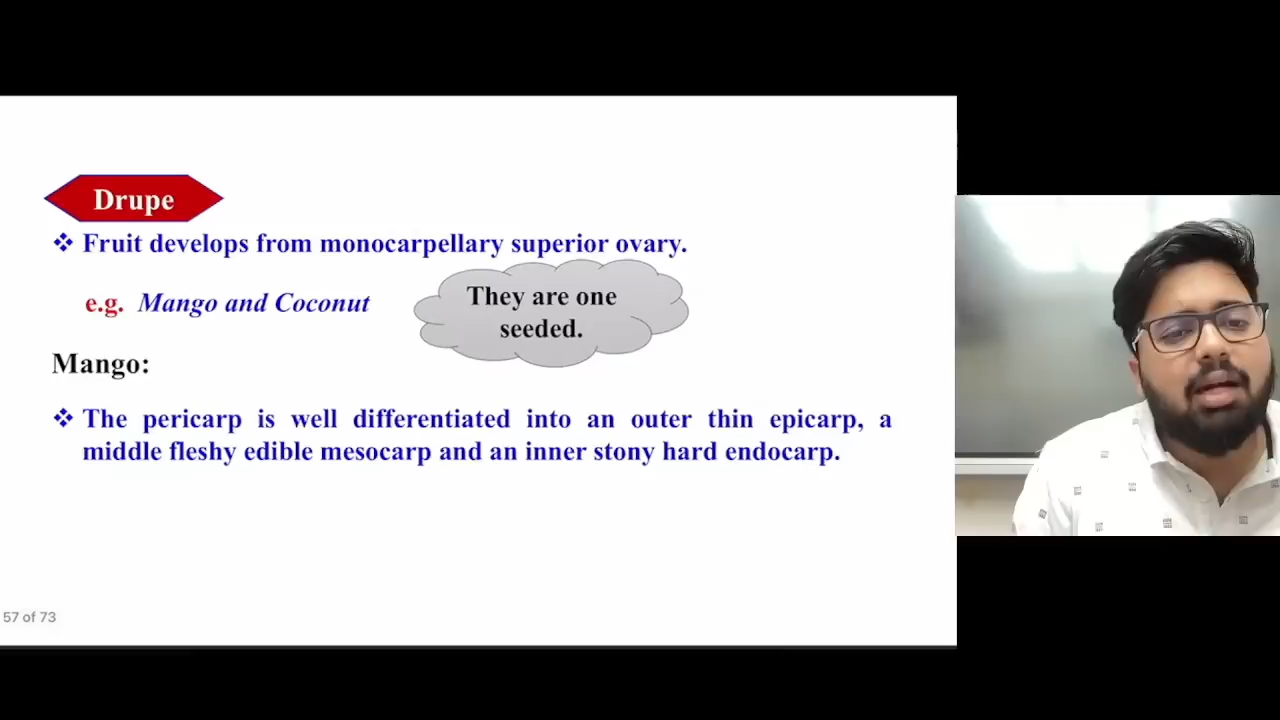 Drupe
❖ Fruit develops from monocarpellary superior ovary.
e.g. Mango and Coconut
They are one
seeded.
Mango:
❖ The pericarp is well differentiated into an outer thin epicarp, a
middle fleshy edible mesocarp and an inner stony hard endocarp.
57 of 73